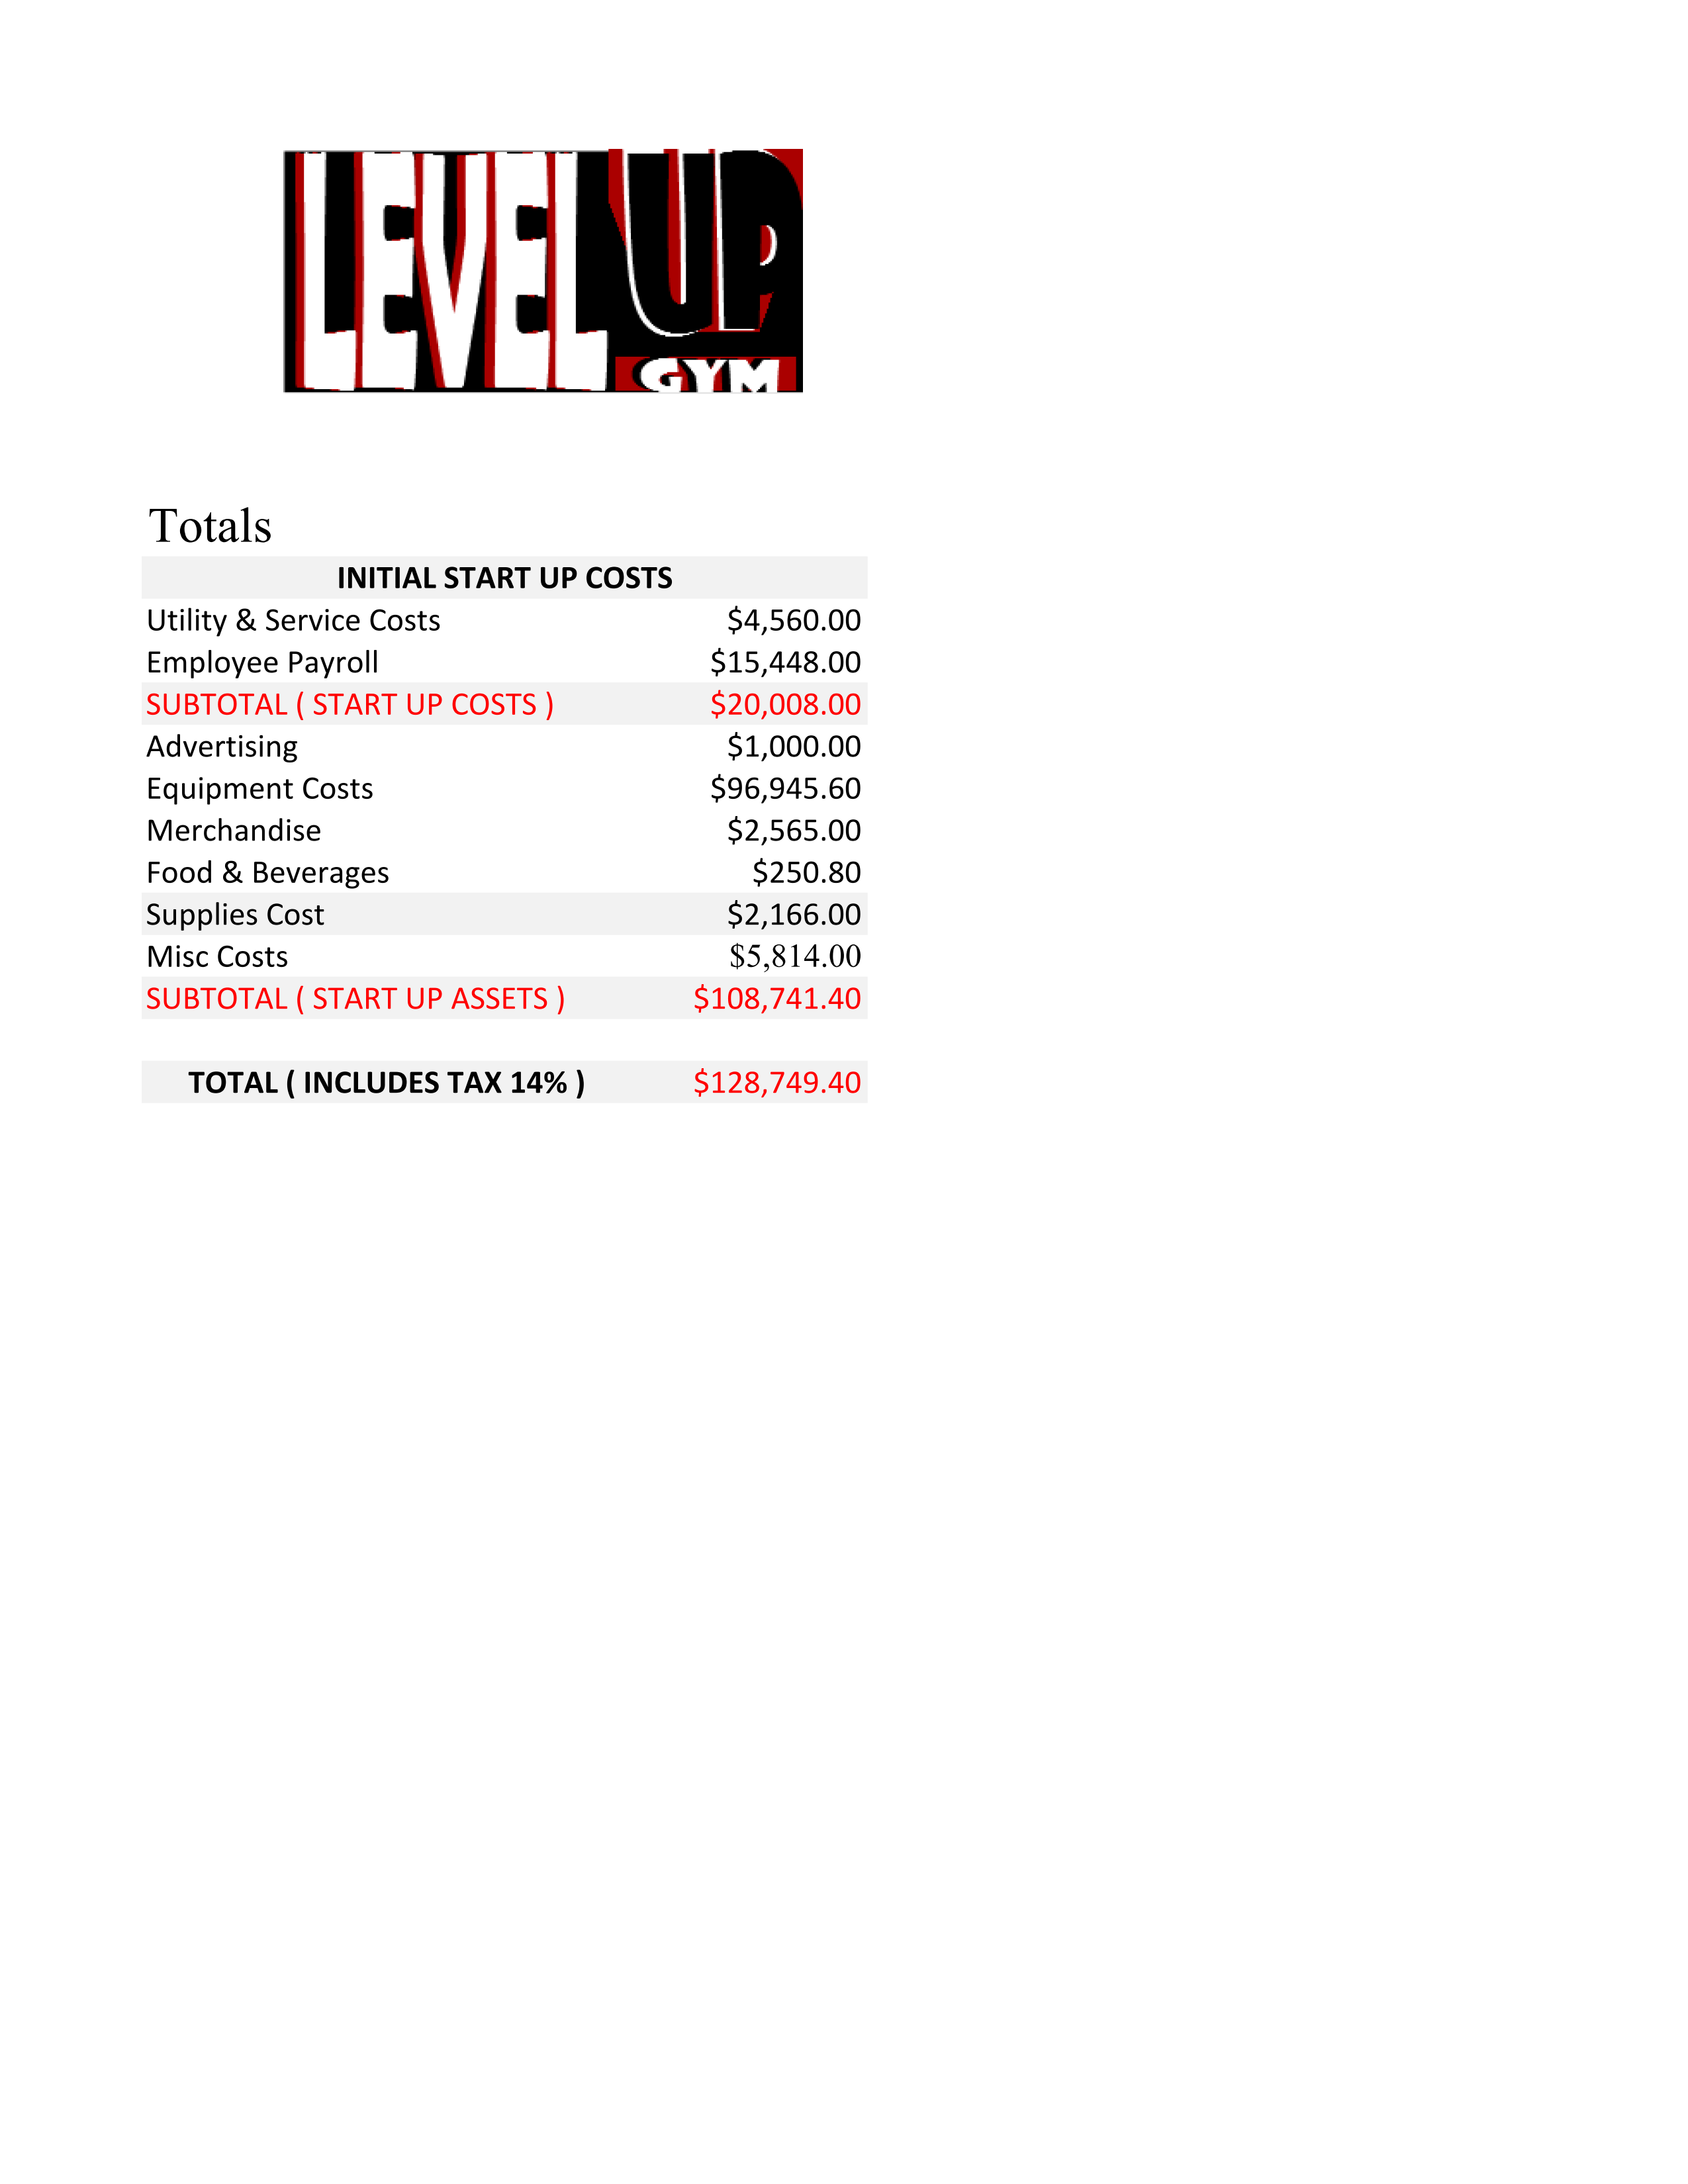 LEVEL UP
GYM
Totals
INITIAL START UP COSTS
Utility & Service Costs $4,560.00
Employee Payroll $15,448.00
SUBTOTAL ( START UP COSTS ) $20,008.00
Advertising $1,000.00
Equipment Costs $96,945.60
Merchandise $2,565.00
Food & Beverages $250.80
Supplies Cost $2,166.00
Misc Costs $5,814.00
SUBTOTAL ( START UP ASSETS ) $108,741.40
TOTAL ( INCLUDES TAX 14% ) $128,749.40